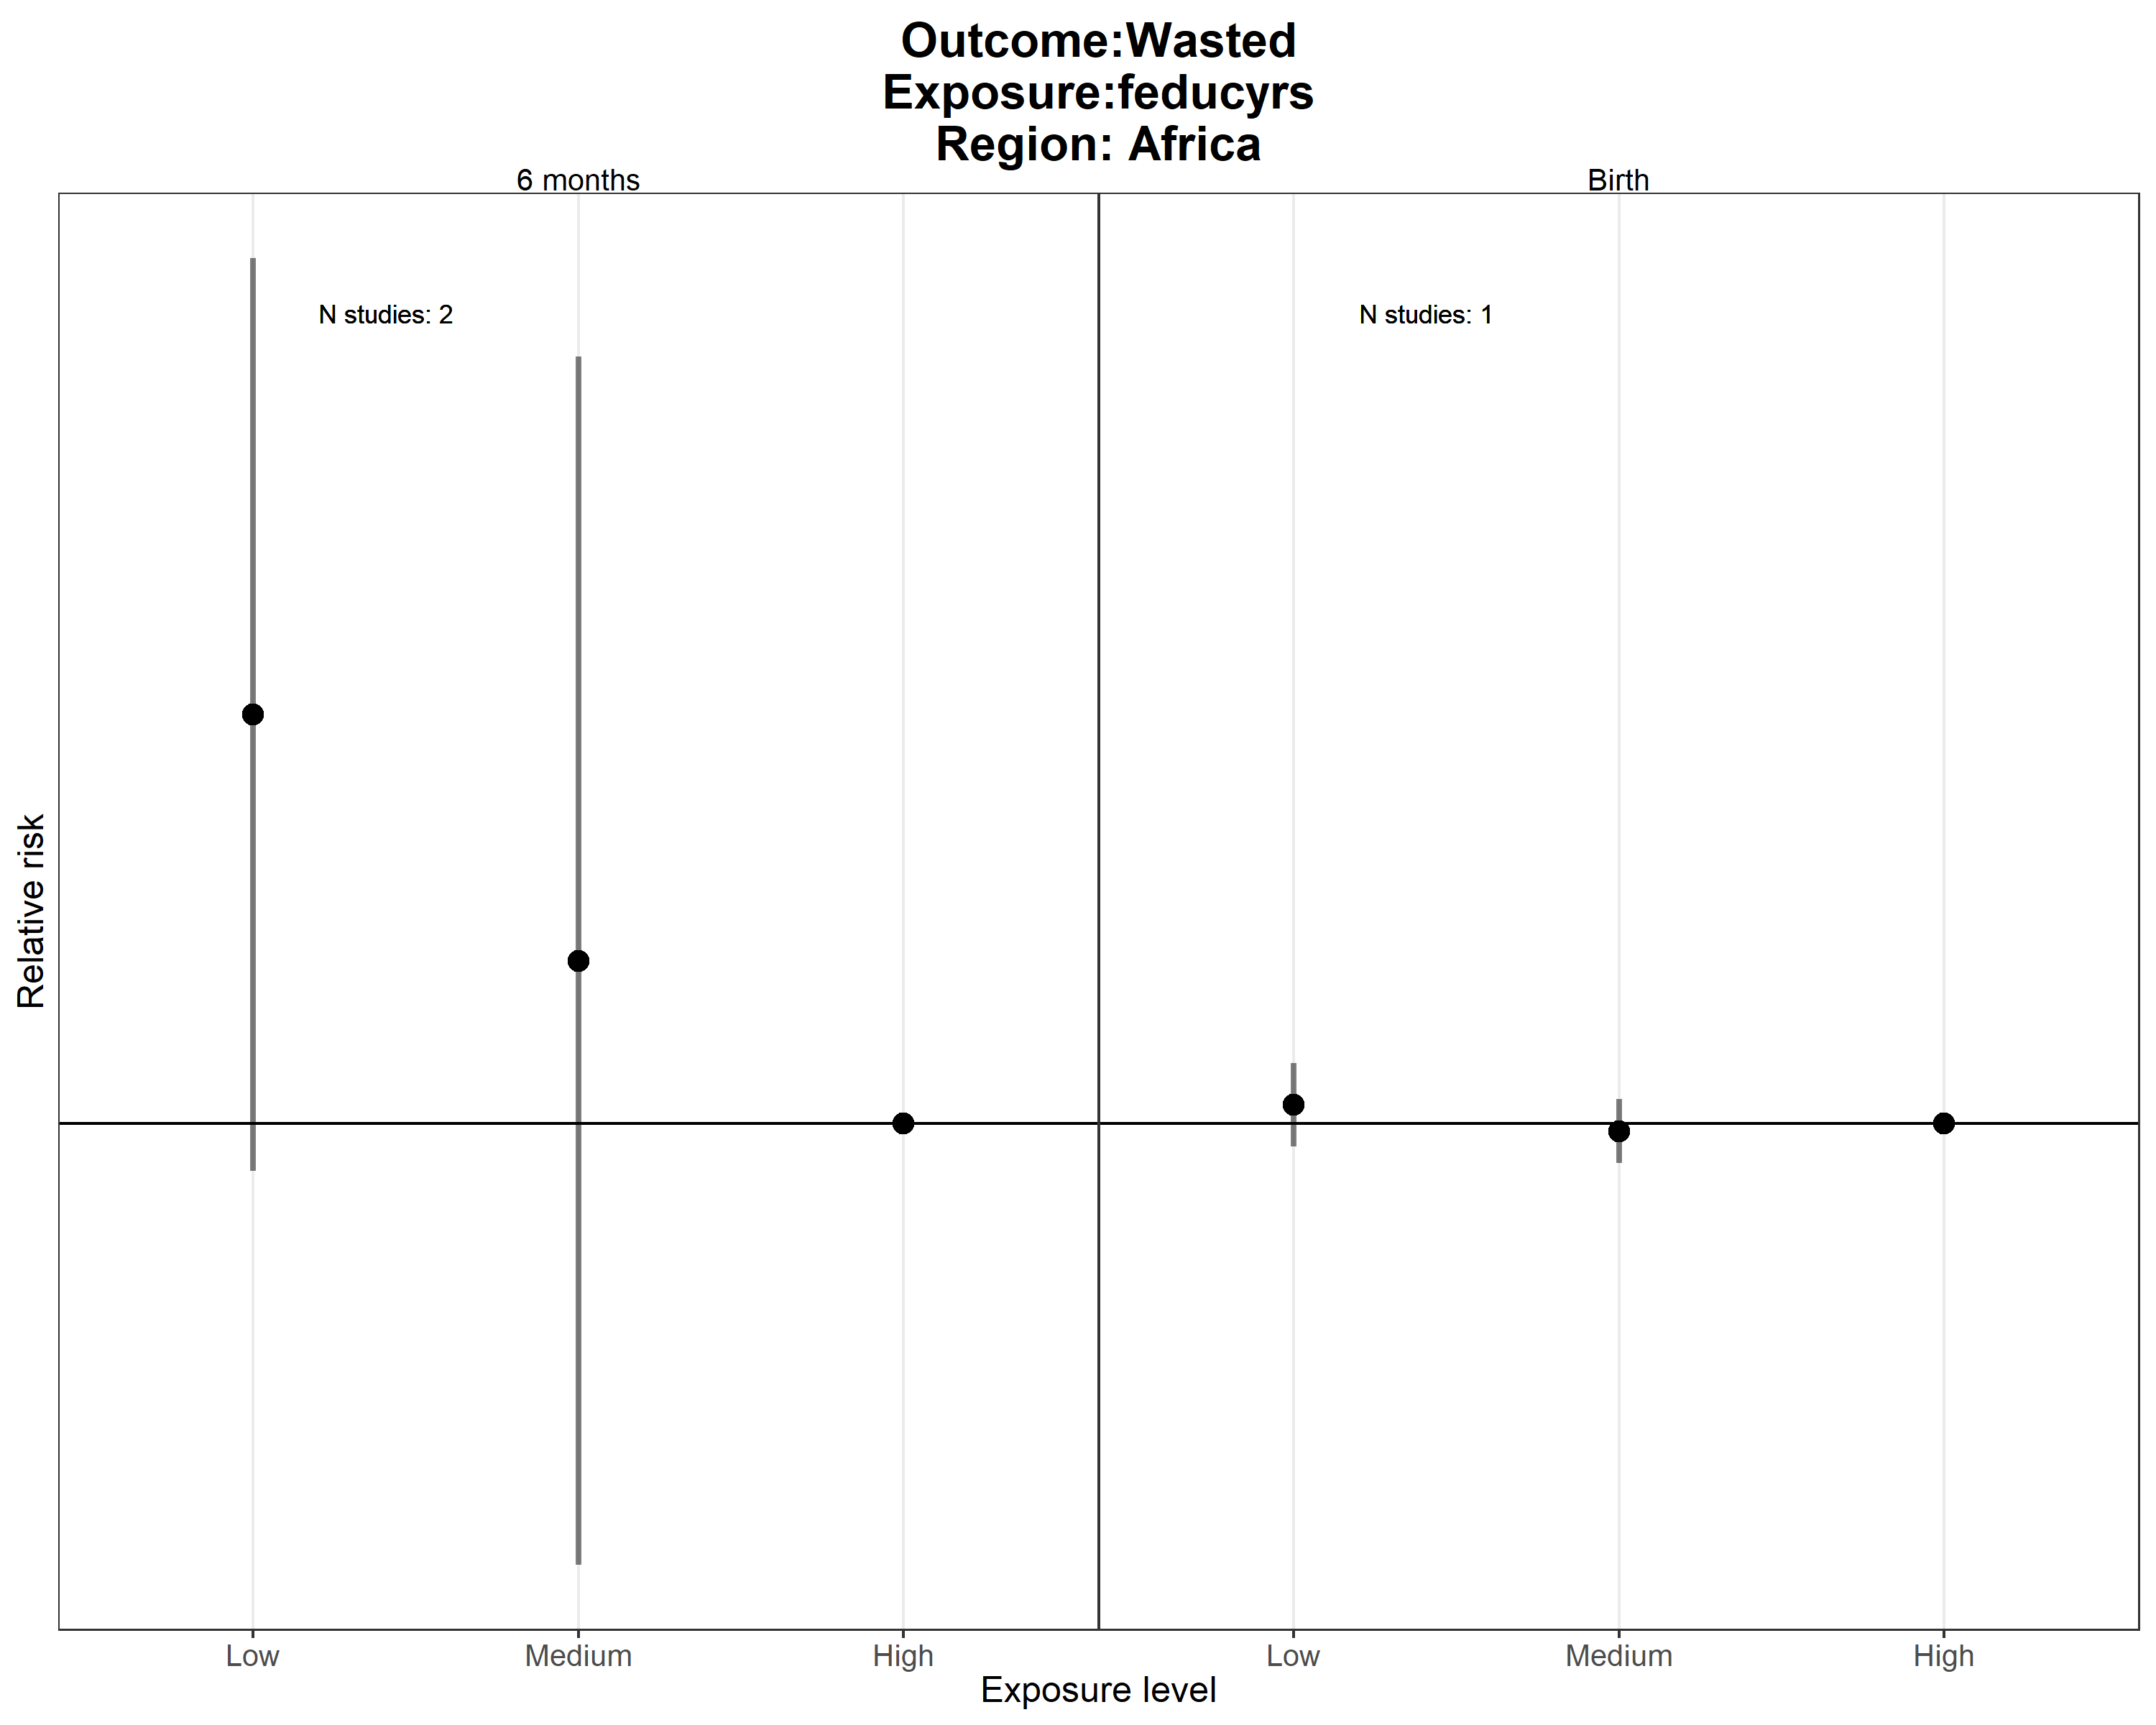 Outcome:Wasted
Exposure:feducyrs
Region: Africa
6 months
Birth
N studies: 2
N studies: 1
Relative risk
Low
Medium
High
Low
Medium
High
Exposure level